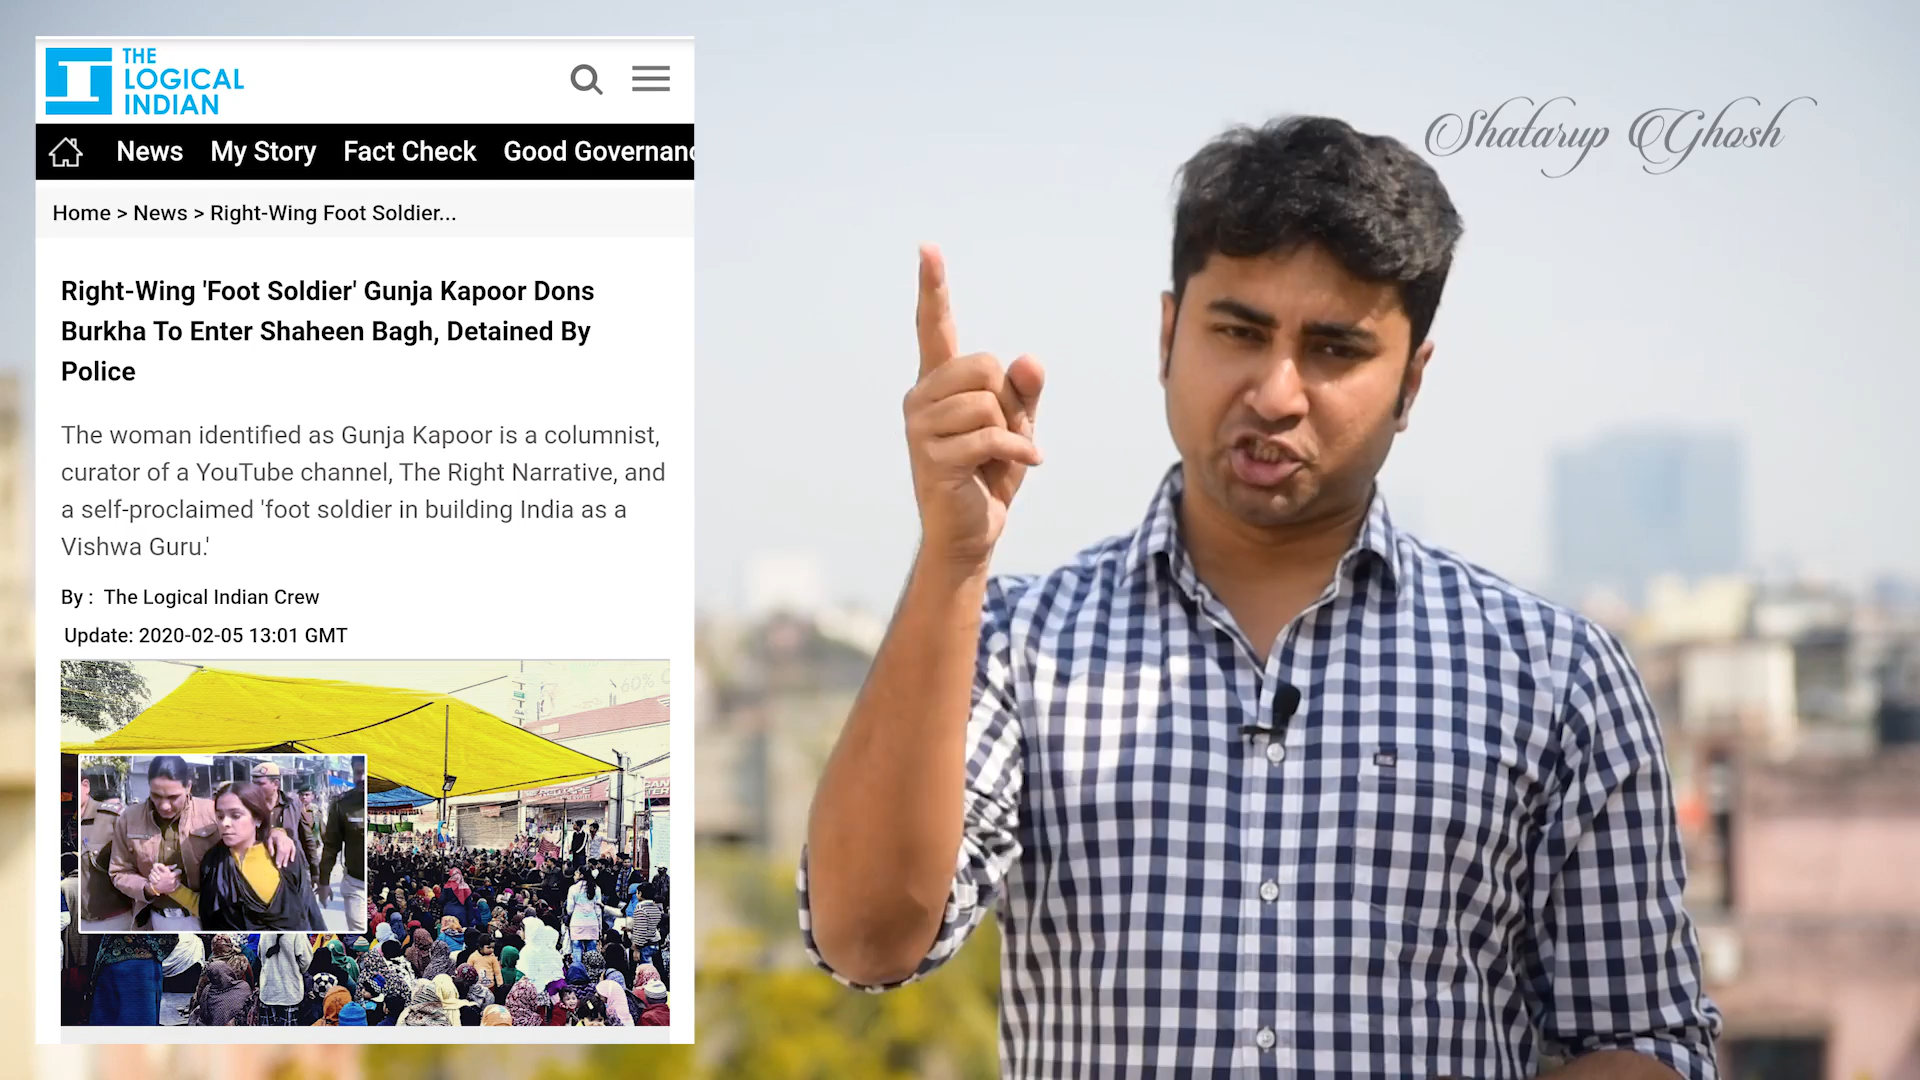 THE
LOGICAL
INDIAN
News My Story Fact Check Good Governanc
Home > News > Right-Wing Foot Soldier...
Right-Wing 'Foot Soldier' Gunja Kapoor Dons
Burkha To Enter Shaheen Bagh, Detained By
Police
The woman identified as Gunja Kapoor is a columnist,
curator of a YouTube channel, The Right Narrative, and
a self-proclaimed 'foot soldier in building India as a
Vishwa Guru.'
By : The Logical Indian Crew
Update: 2020-02-05 13:01 GMT
60%
Shatarup Ghosh